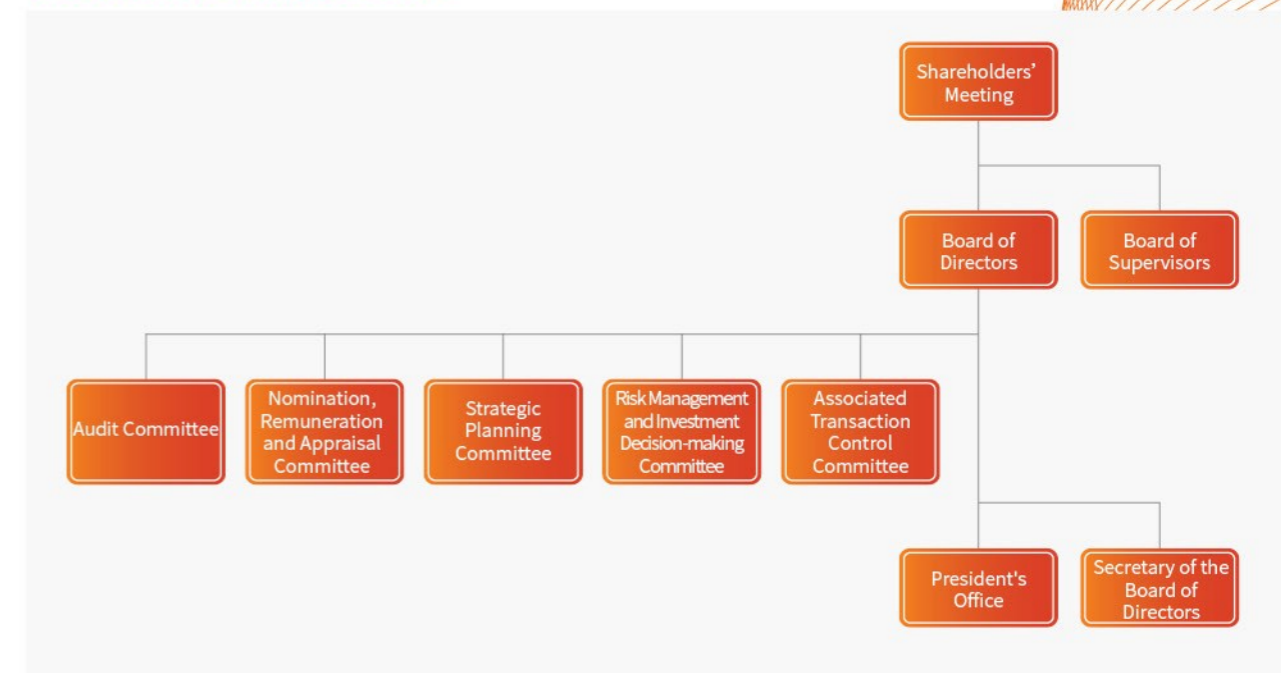 Shareholders’
Meeting
Board of
Directors
Board of
Supervisors
Audit Committee
Nomination,
Remuneration
and Appraisal
Committee
Strategic
Planning
Committee
Risk Management
and Investment
Decision-making
Committee
Associated
Transaction
Control
Committee
President's
Office
Secretary of the
Board of
Directors